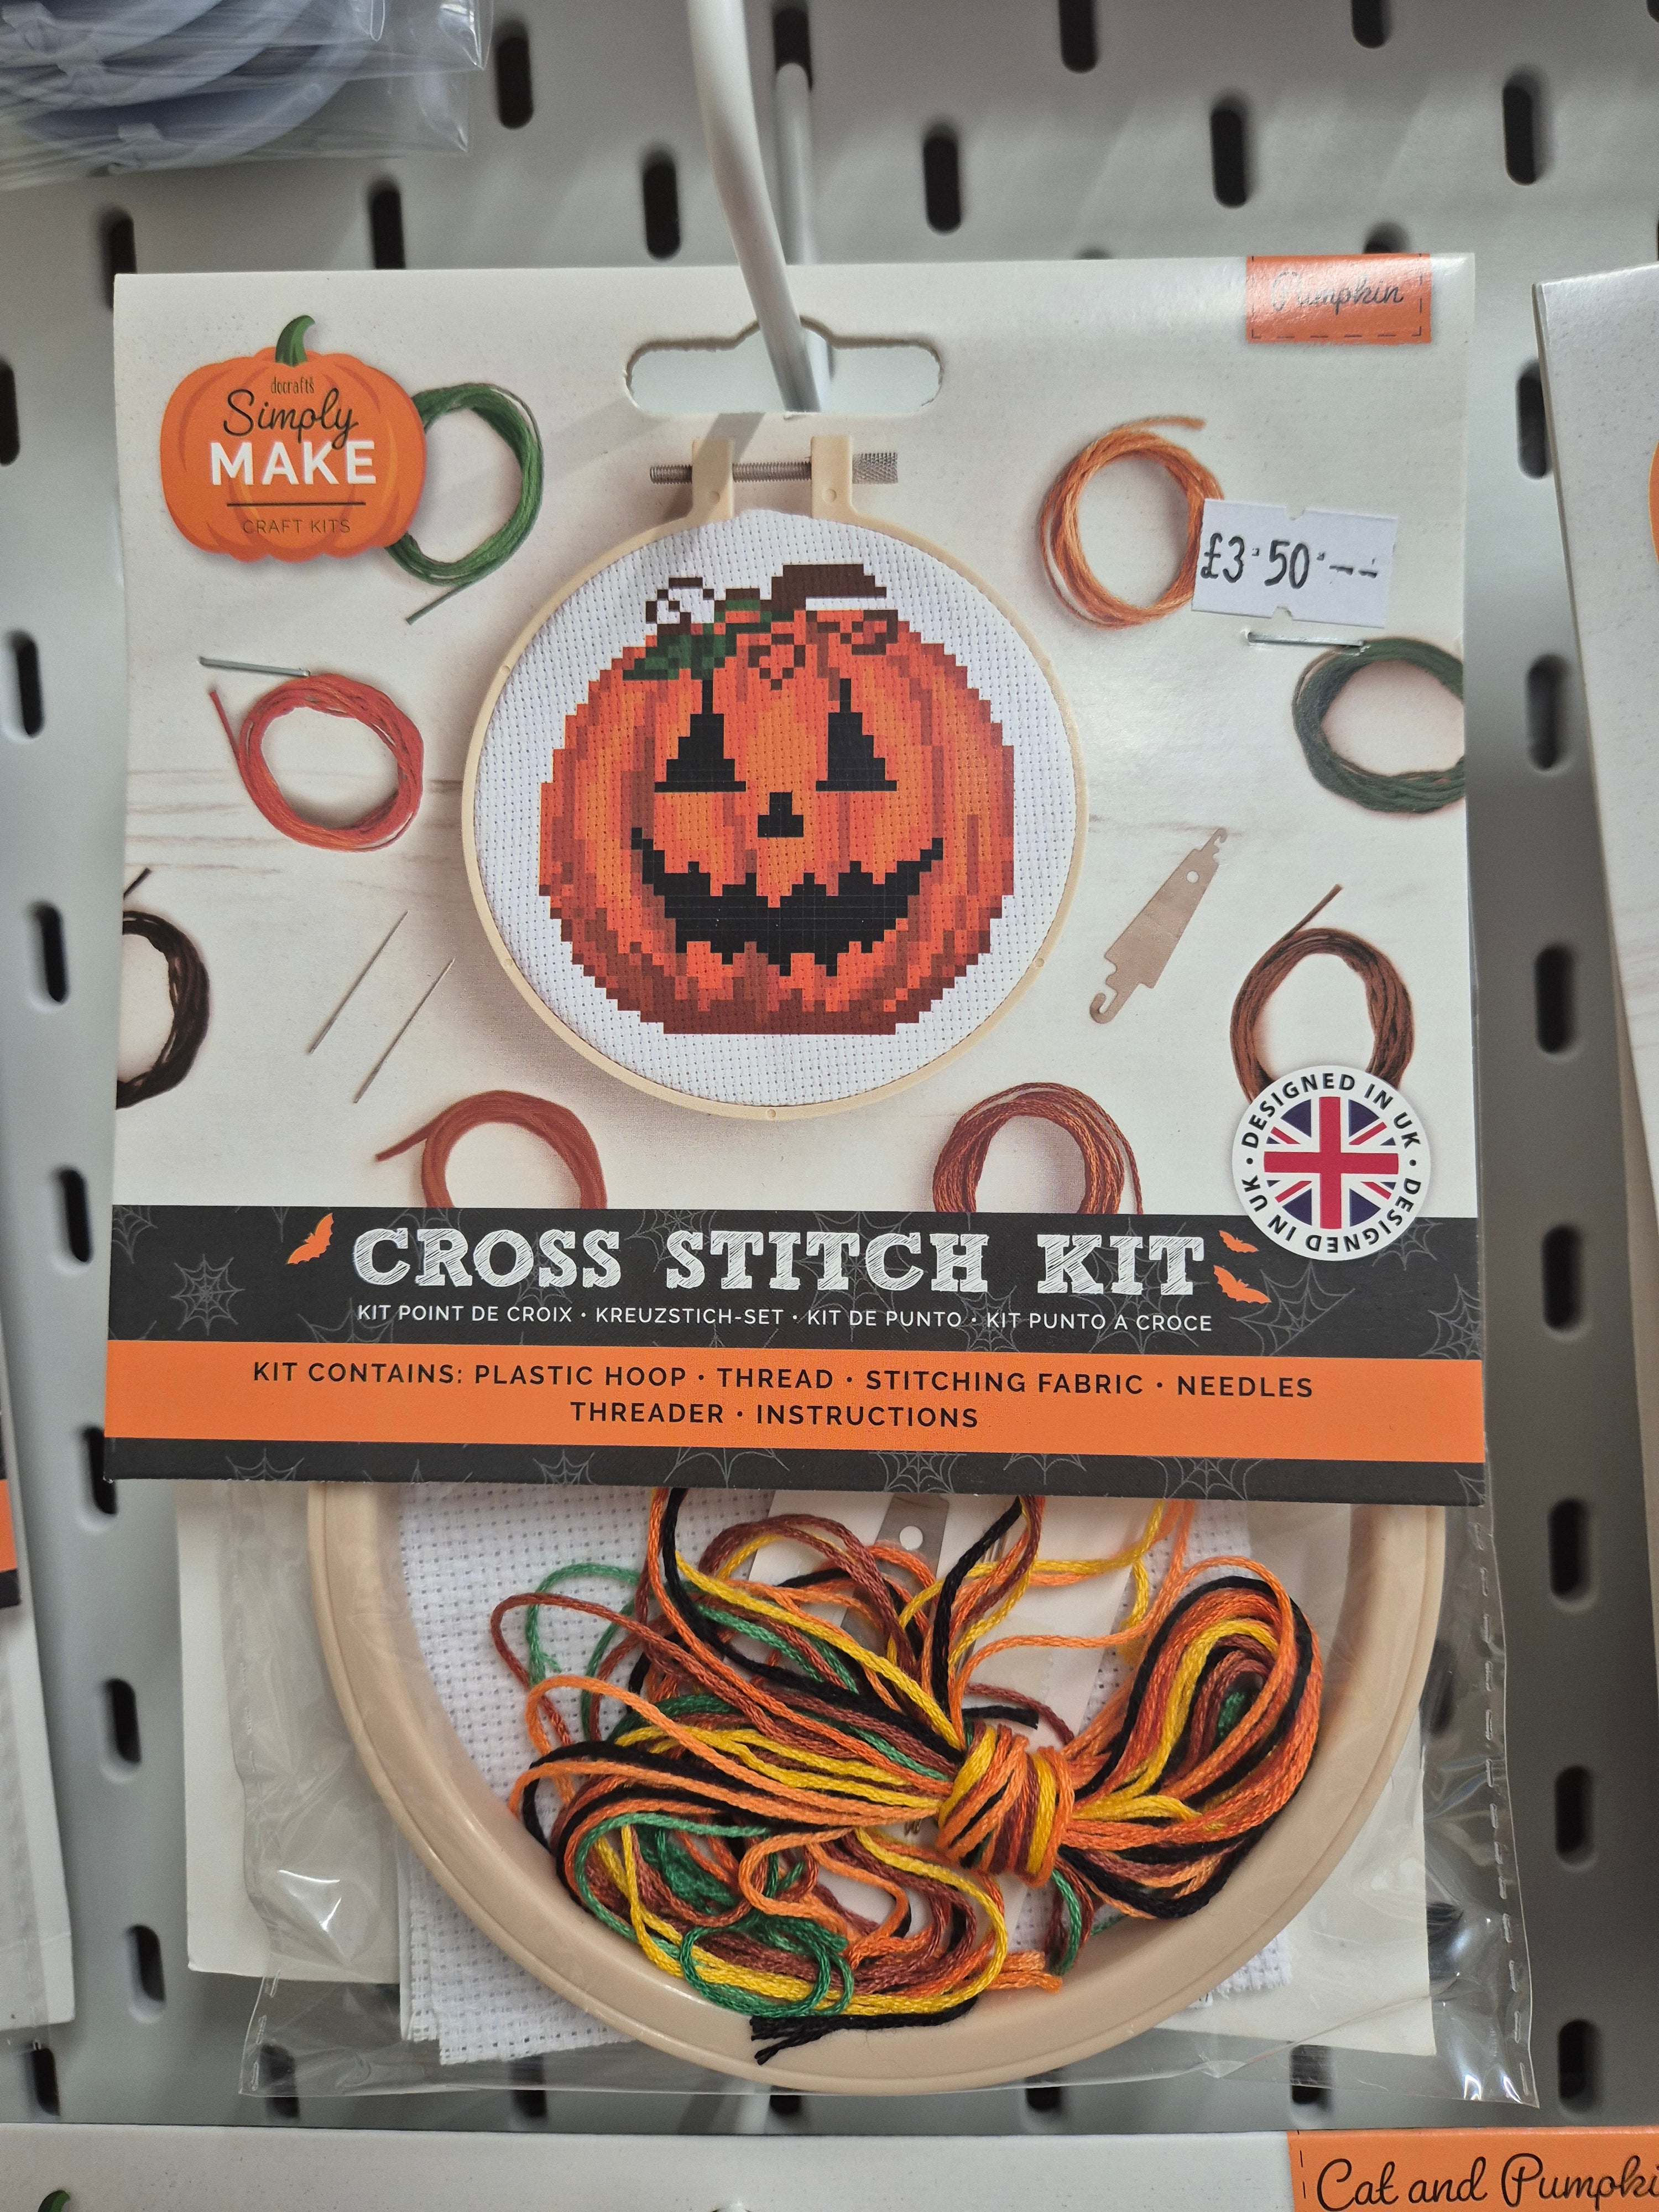 Pumpkin
docrafts
Simply
MAKE
CRAFT KITS
£3.50
DESIGNED IN UK • DESIGNED IN UK •
CROSS STITCH KIT
KIT POINT DE CROIX • KREUZSTICH-SET • KIT DE PUNTO • KIT PUNTO A CROCE
KIT CONTAINS: PLASTIC HOOP • THREAD • STITCHING FABRIC • NEEDLES
THREADER • INSTRUCTIONS
Cat and Pumpki